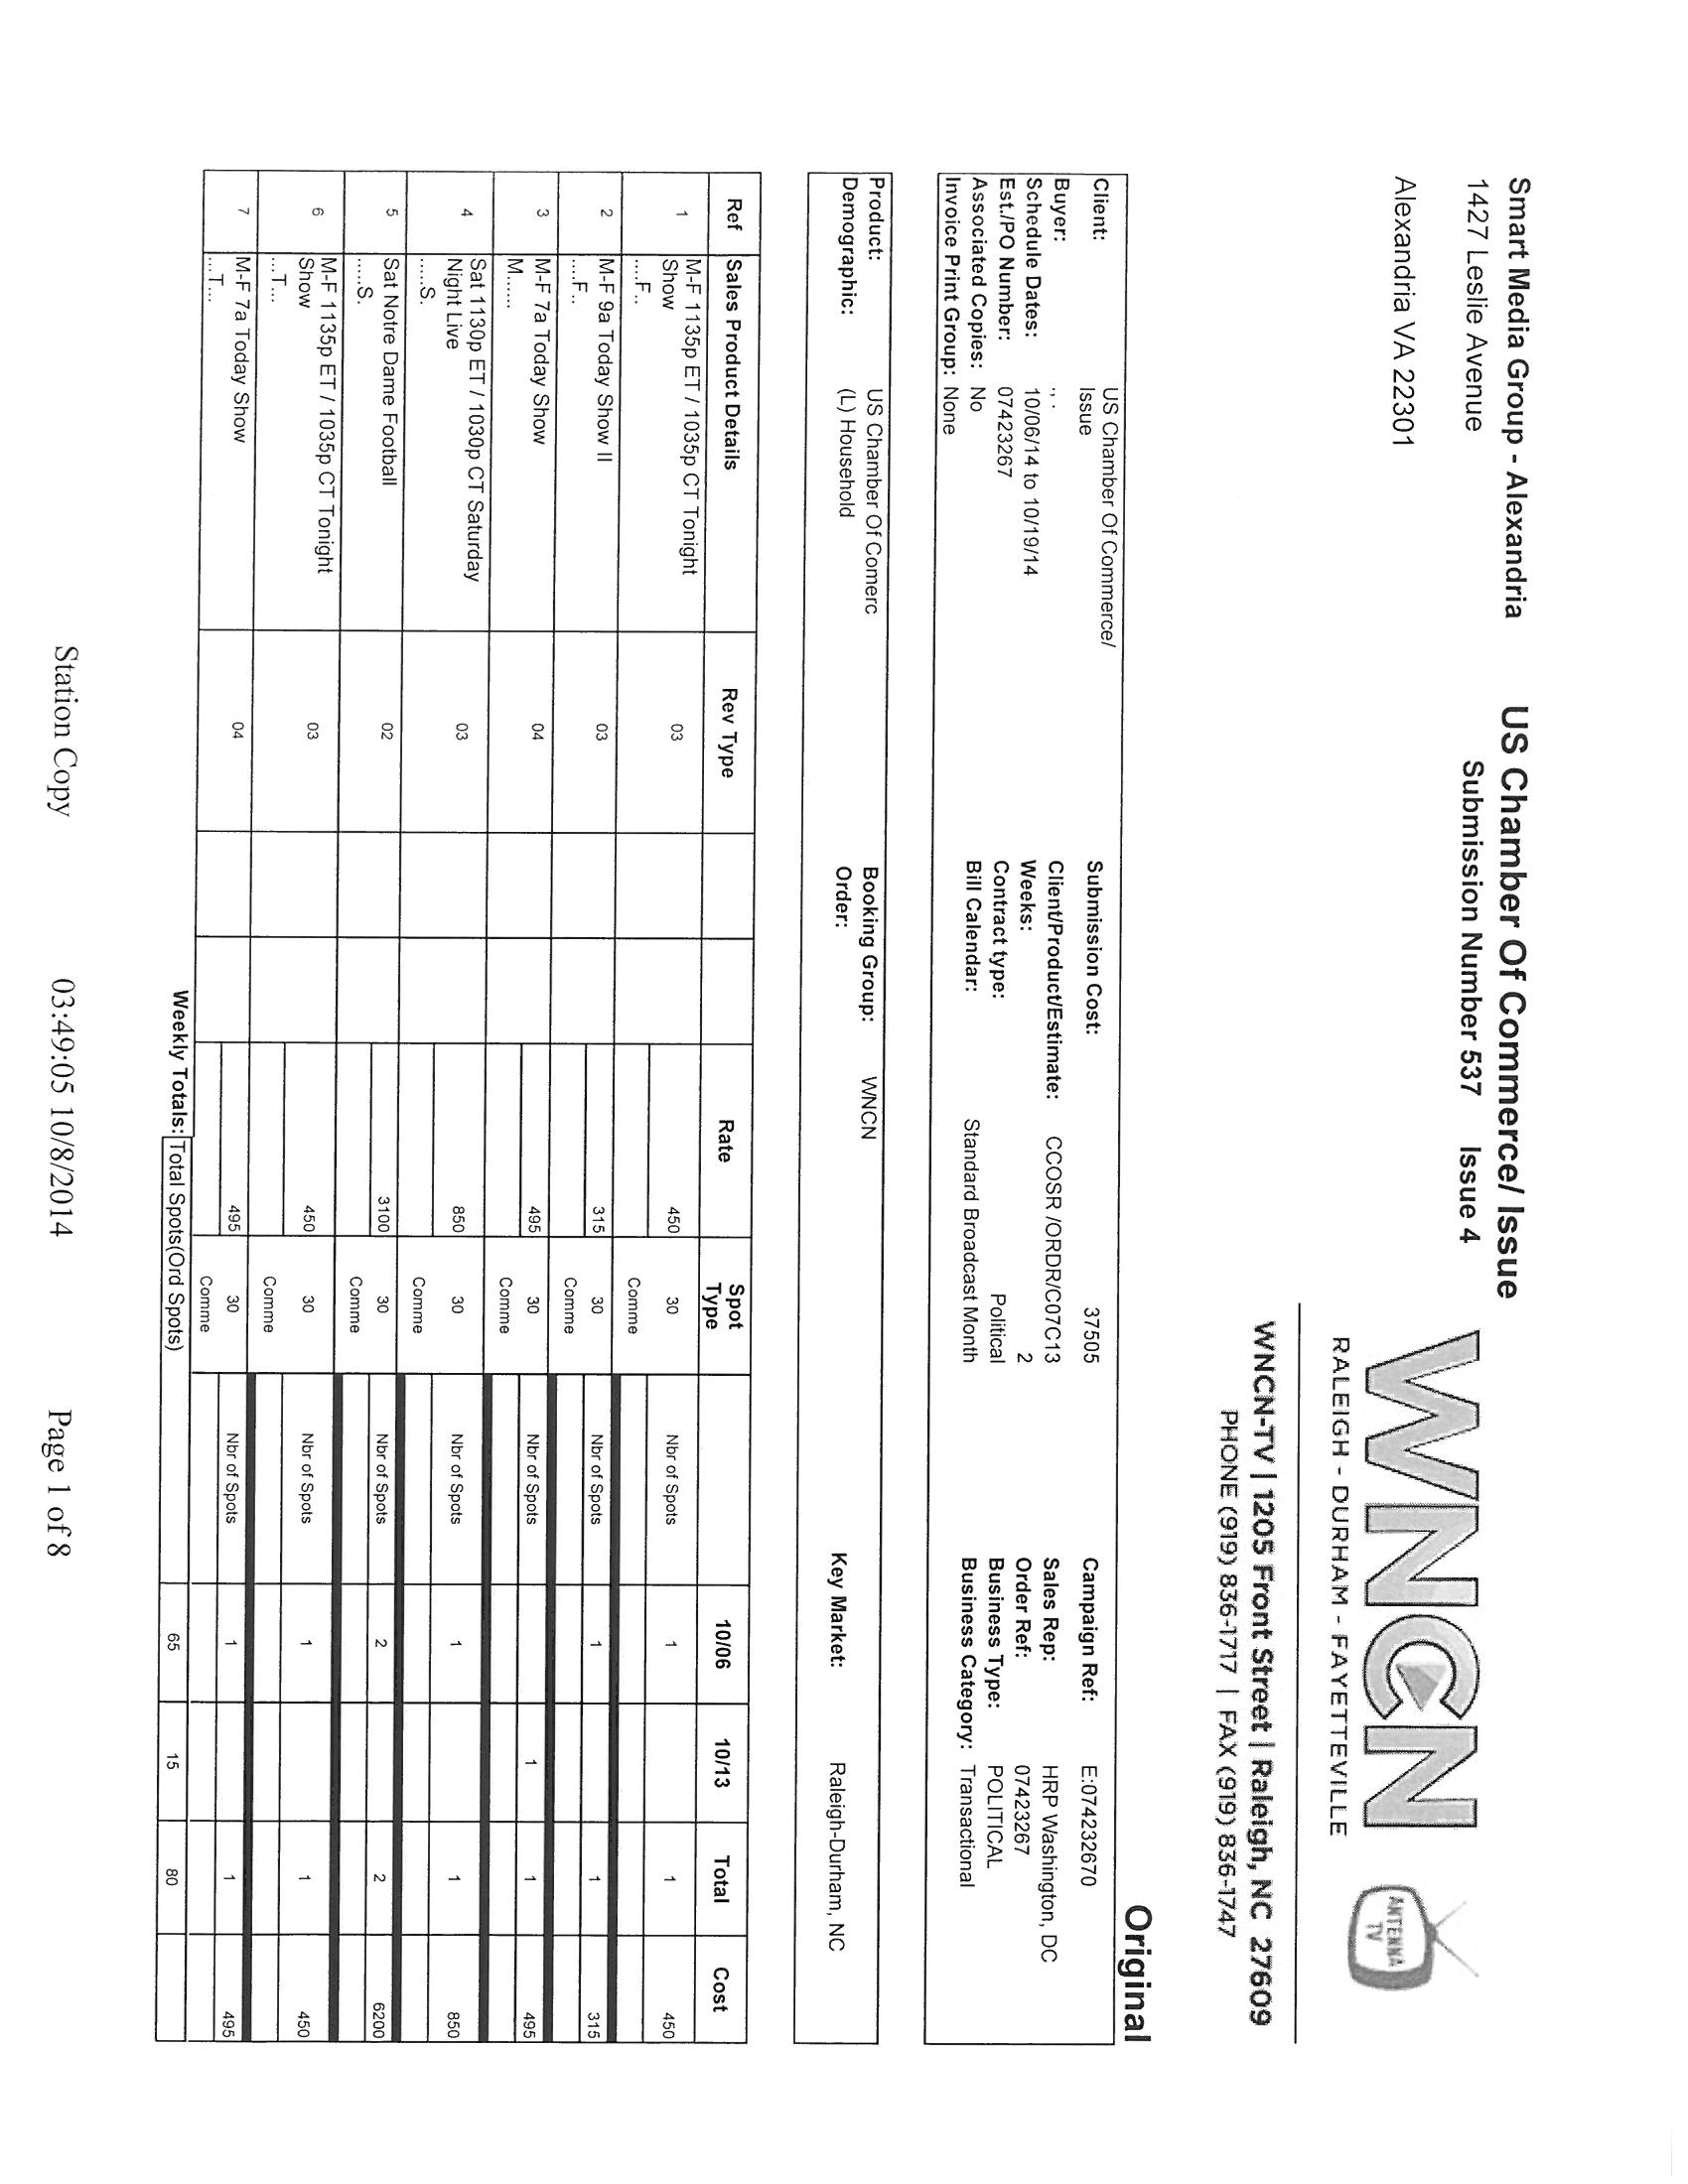 Smart Media Group - Alexandria
1427 Leslie Avenue
Alexandria VA 22301
US Chamber Of Commerce/ Issue
Submission Number 537 Issue 4
WNCN
RALEIGH - DURHAM - FAYETTEVILLE
ANTENNA TV
WNCN-TV | 1205 Front Street | Raleigh, NC 27609
PHONE (919) 836-1717 | FAX (919) 836-1747
Original
Client: US Chamber Of Commerce/ Issue
Buyer: , .
Schedule Dates: 10/06/14 to 10/19/14
Est./PO Number: 07423267
Associated Copies: No
Invoice Print Group: None
Submission Cost: 37505
Client/Product/Estimate: CCOSR /ORDR/C07C13
Weeks: 2
Contract type: Political
Bill Calendar: Standard Broadcast Month
Campaign Ref: E:074232670
Sales Rep: HRP Washington, DC
Order Ref: 07423267
Business Type: POLITICAL
Business Category: Transactional
Product: US Chamber Of Comerc
Demographic: (L) Household
Booking Group: WNCN
Order:
Key Market: Raleigh-Durham, NC
Ref Sales Product Details Rev Type Rate Spot Type 10/06 10/13 Total Cost
1 M-F 1135p ET / 1035p CT Tonight Show 03 450 30 Nbr of Spots 1 1 450
....F.. Comme
2 M-F 9a Today Show II 03 315 30 Nbr of Spots 1 1 315
....F.. Comme
3 M-F 7a Today Show 04 495 30 Nbr of Spots 1 1 495
M...... Comme
4 Sat 1130p ET / 1030p CT Saturday Night Live 03 850 30 Nbr of Spots 1 1 850
.....S. Comme
5 Sat Notre Dame Football 02 3100 30 Nbr of Spots 2 2 6200
.....S. Comme
6 M-F 1135p ET / 1035p CT Tonight Show 03 450 30 Nbr of Spots 1 1 450
...T... Comme
7 M-F 7a Today Show 04 495 30 Nbr of Spots 1 1 495
...T... Comme
Weekly Totals: Total Spots(Ord Spots) 65 15 80
Station Copy 03:49:05 10/8/2014 Page 1 of 8